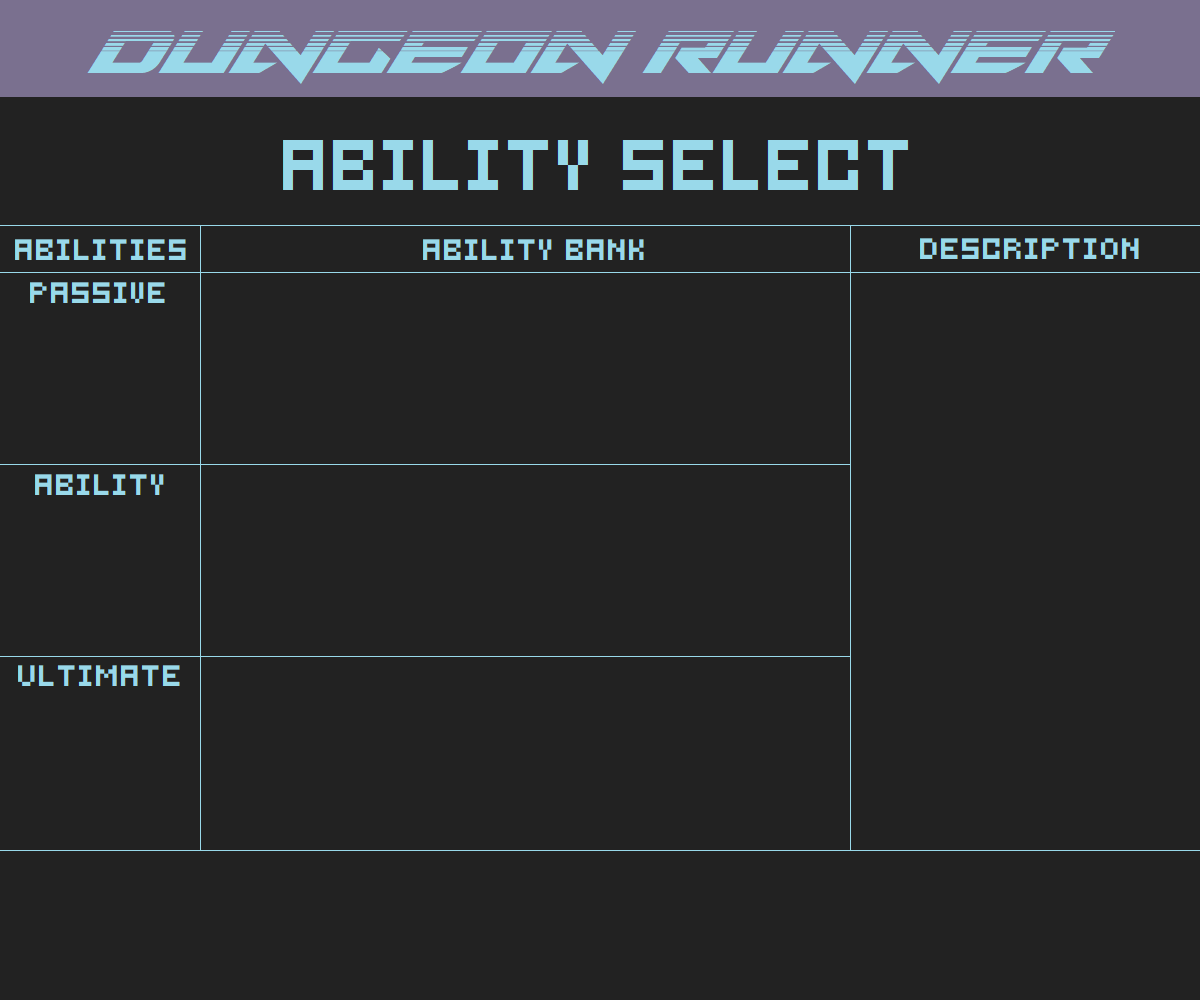 DUNGEON RUNNER
ABILITY SELECT
ABILITIES ABILITY BANK DESCRIPTION
PASSIVE
ABILITY
ULTIMATE